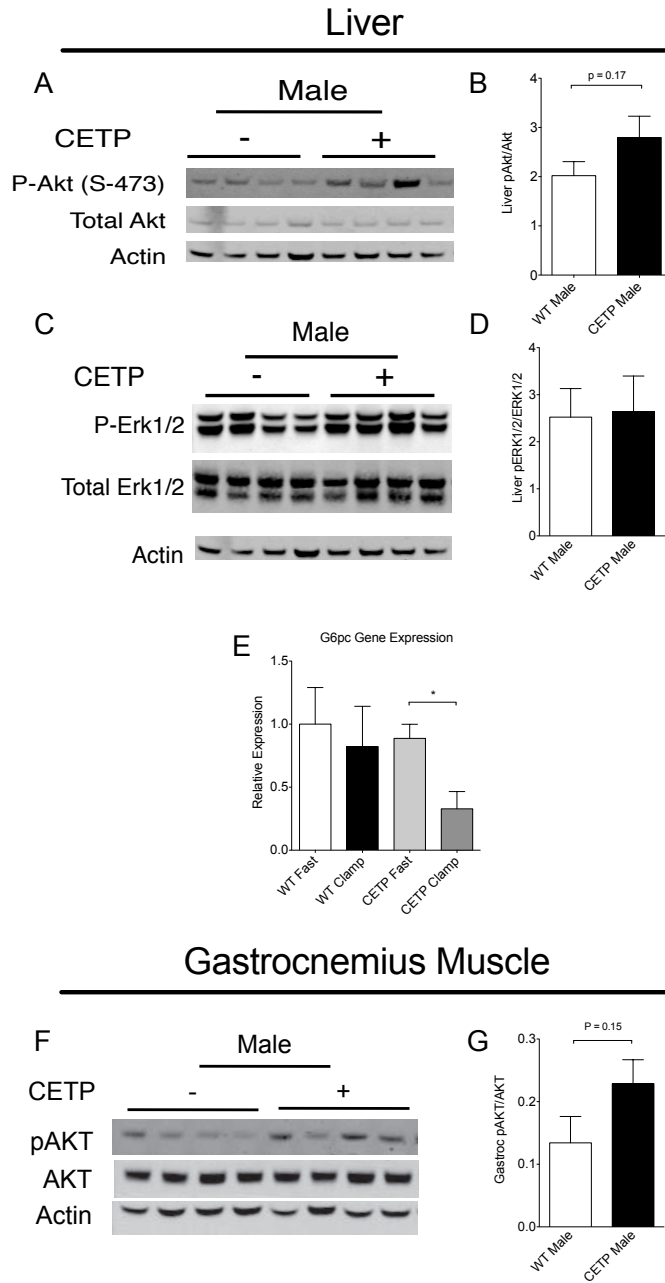 Liver
A
Male
CETP
- +
P-Akt (S-473)
Total Akt
Actin
B
p = 0.17
Liver pAkt/Akt
4
3
2
1
0
WT Male
CETP Male
C
Male
CETP
- +
P-Erk1/2
Total Erk1/2
Actin
D
Liver pERK1/2/ERK1/2
4
3
2
1
0
WT Male
CETP Male
E
G6pc Gene Expression
Relative Expression
1.5
1.0
0.5
0.0
*
WT Fast
WT Clamp
CETP Fast
CETP Clamp
Gastrocnemius Muscle
F
Male
CETP
- +
pAKT
AKT
Actin
G
P = 0.15
Gastroc pAKT/AKT
0.3
0.2
0.1
0.0
WT Male
CETP Male